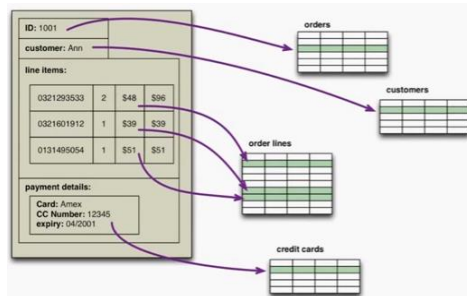 ID: 1001
orders
customer: Ann
line items:
customers
0321293533 2 $48 $96
0321601912 1 $39 $39
0131495054 1 $51 $51
order lines
payment details:
Card: Amex
CC Number: 12345
expiry: 04/2001
credit cards